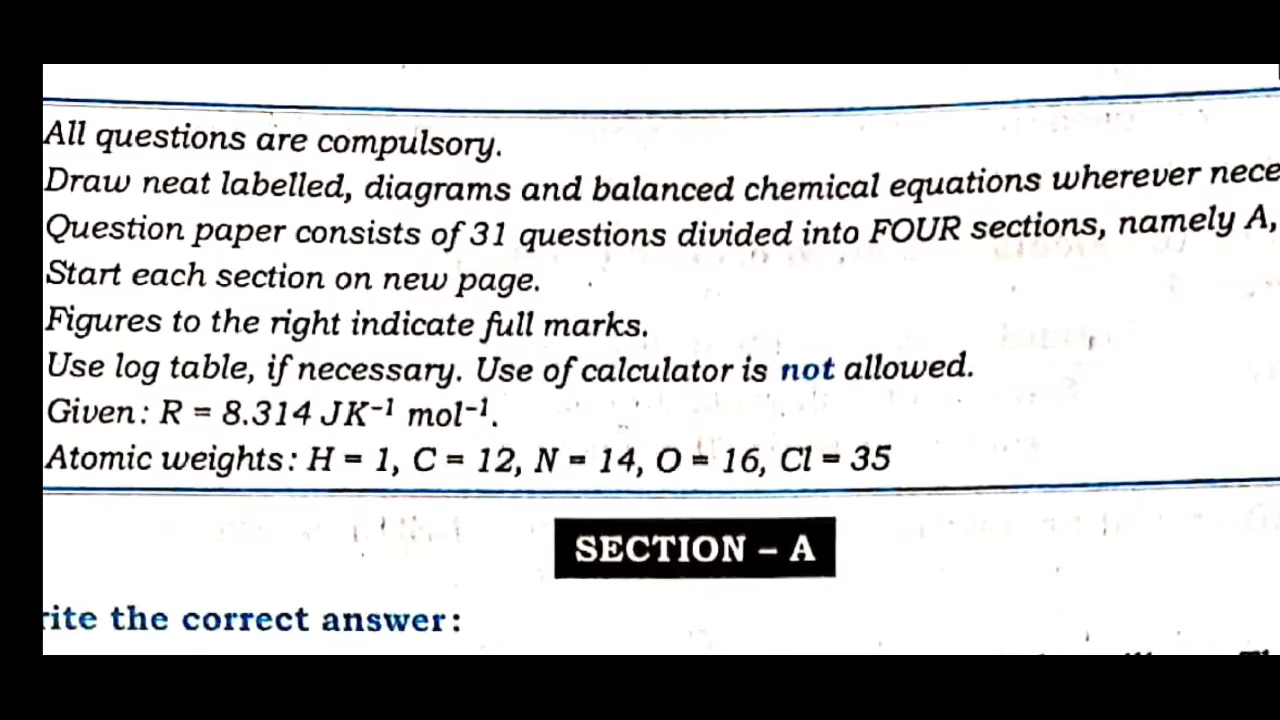 All questions are compulsory.
Draw neat labelled, diagrams and balanced chemical equations wherever nece
Question paper consists of 31 questions divided into FOUR sections, namely A,
Start each section on new page.
Figures to the right indicate full marks.
Use log table, if necessary. Use of calculator is not allowed.
Given: R = 8.314 JK⁻¹ mol⁻¹.
Atomic weights: H = 1, C = 12, N = 14, O = 16, Cl = 35
SECTION – A
rite the correct answer: